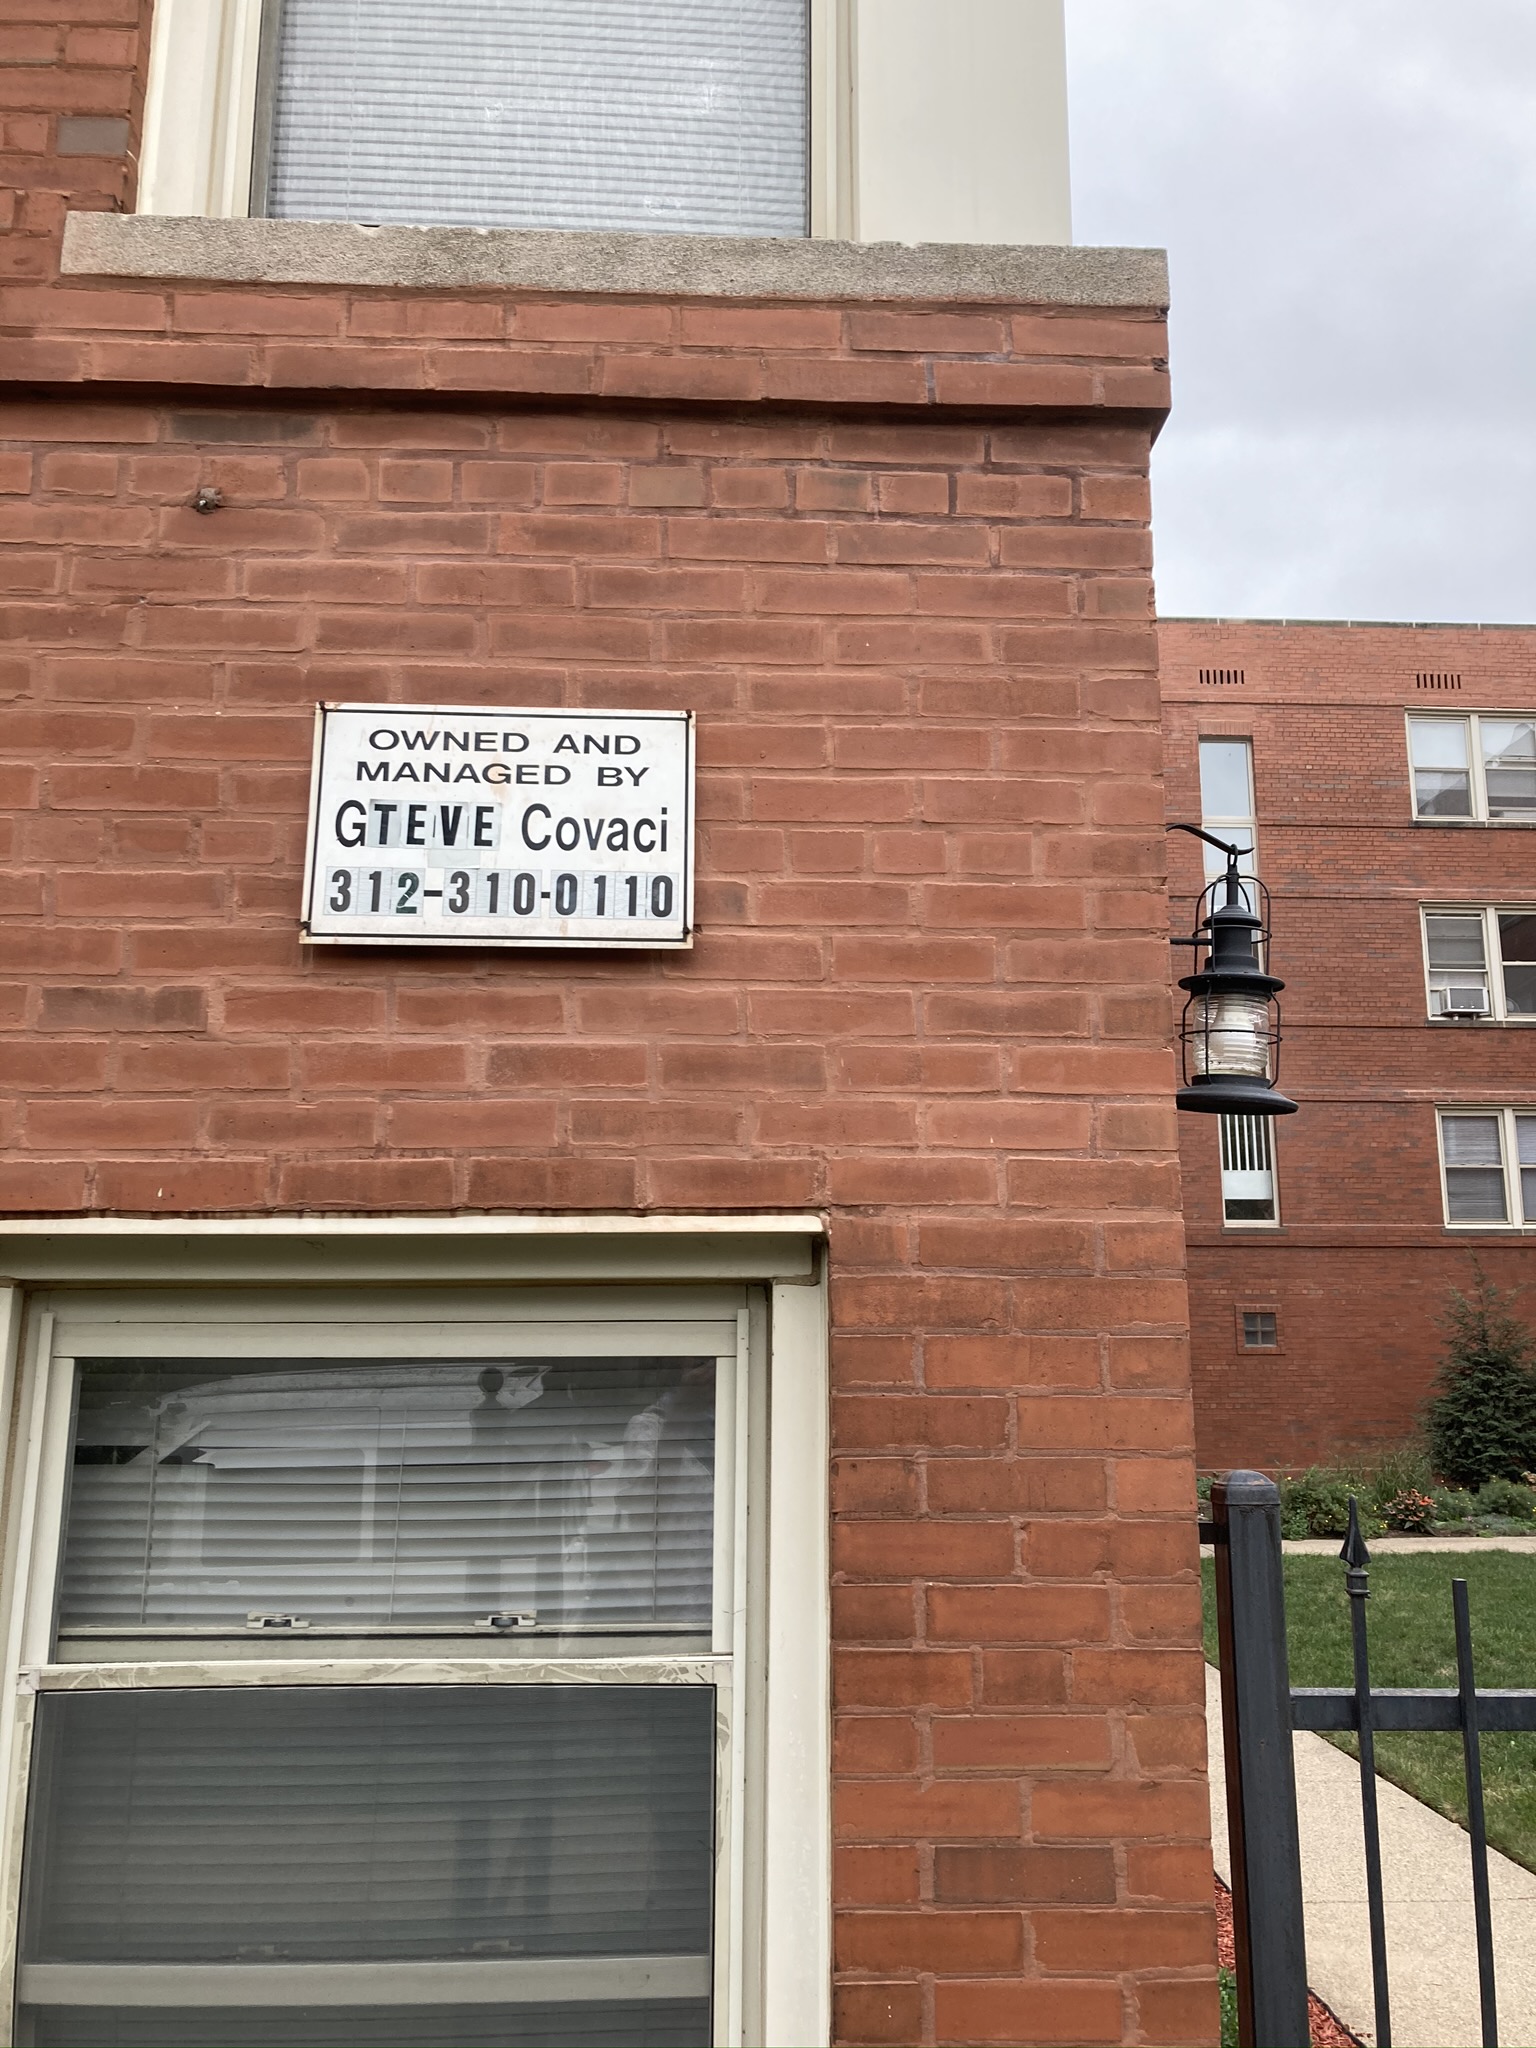 OWNED AND
MANAGED BY
GTEVE Covaci
312-310-0110